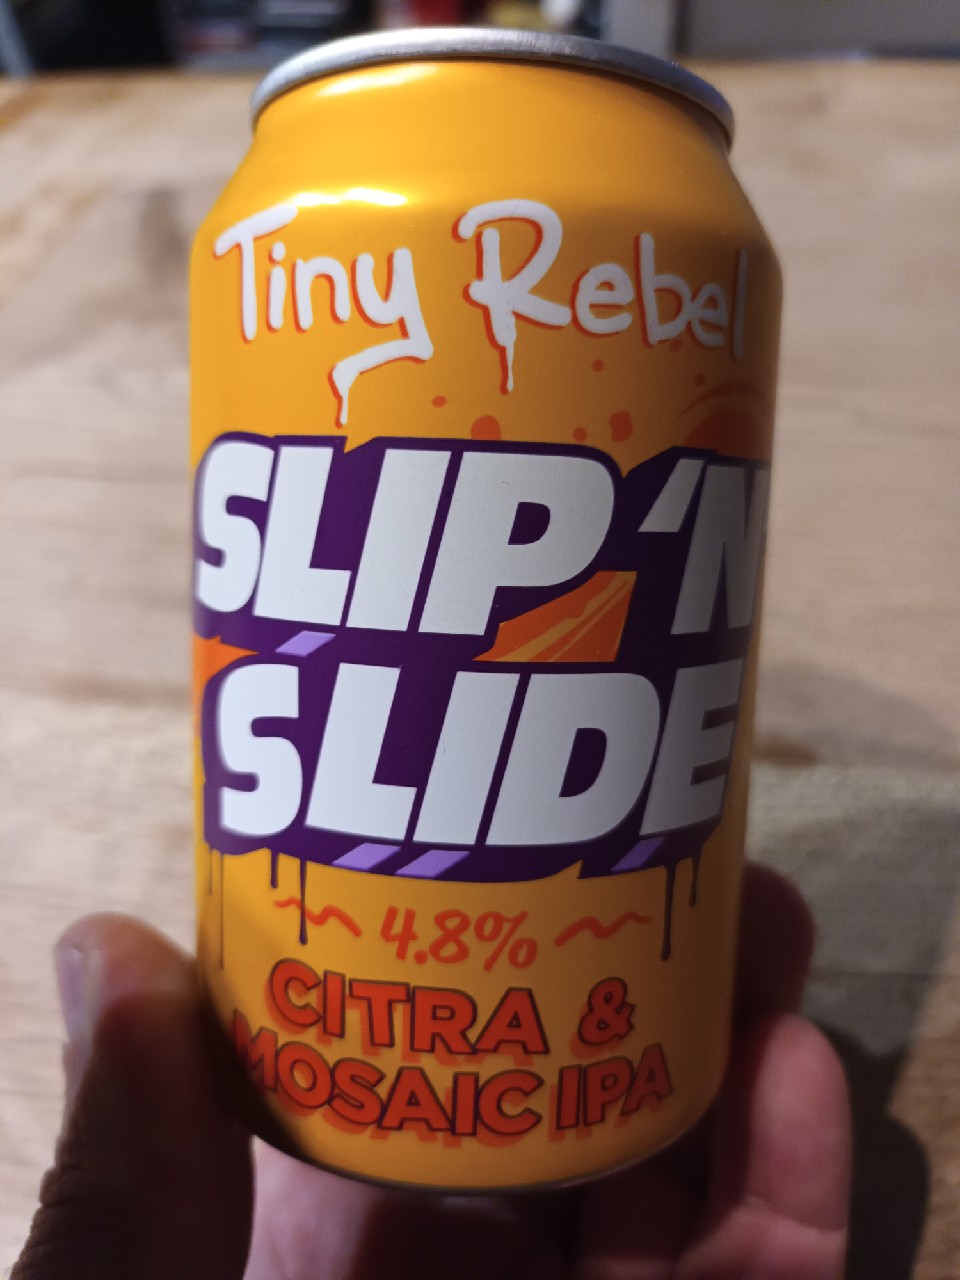 Tiny Rebel
SLIP 'N
SLIDE
4.8%
CITRA &
MOSAIC IPA